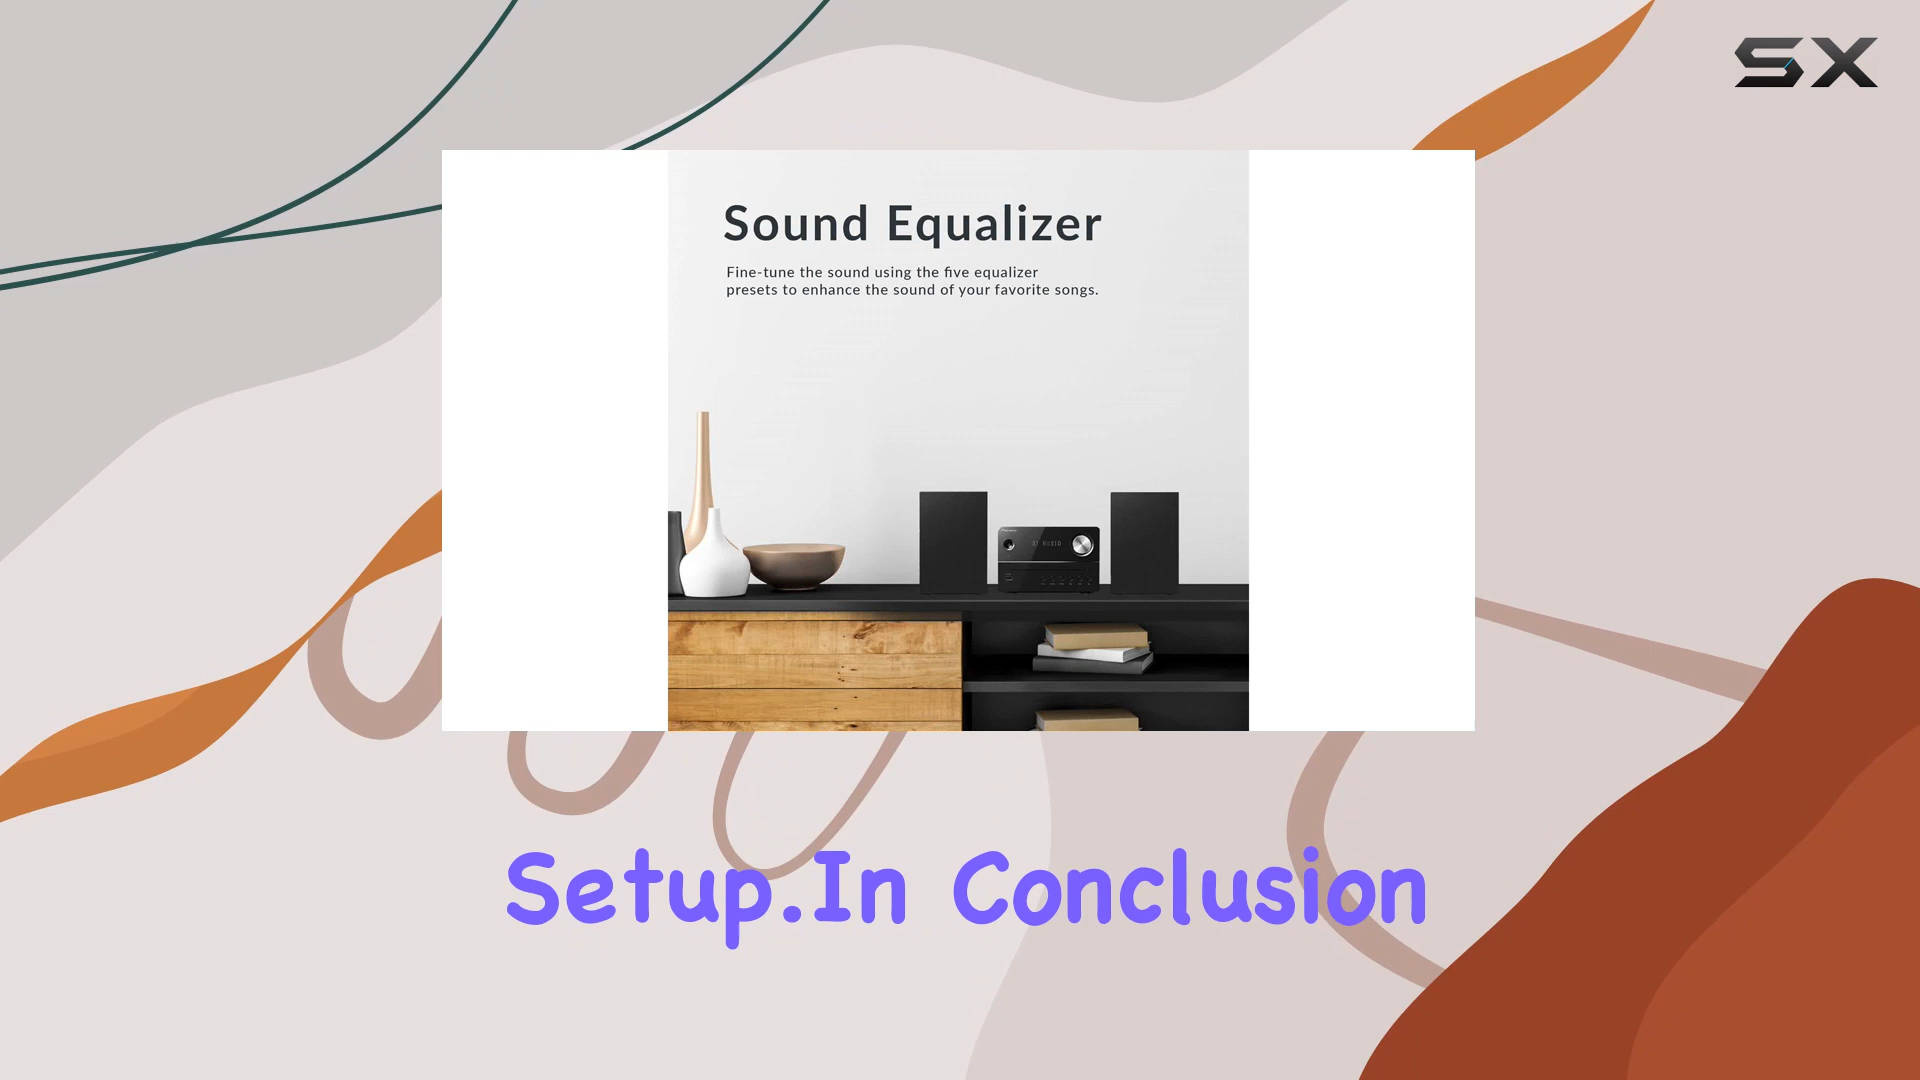 SX
Sound Equalizer
Fine-tune the sound using the five equalizer
presets to enhance the sound of your favorite songs.
Setup.In Conclusion